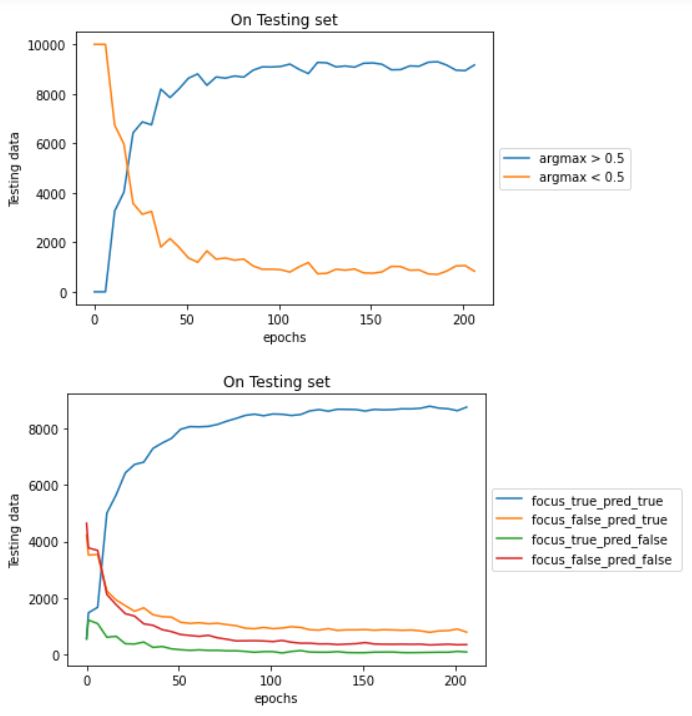 On Testing set
10000
8000
6000
4000
2000
0
Testing data
0 50 100 150 200
epochs
argmax > 0.5
argmax < 0.5
On Testing set
8000
6000
4000
2000
0
Testing data
0 50 100 150 200
epochs
focus_true_pred_true
focus_false_pred_true
focus_true_pred_false
focus_false_pred_false